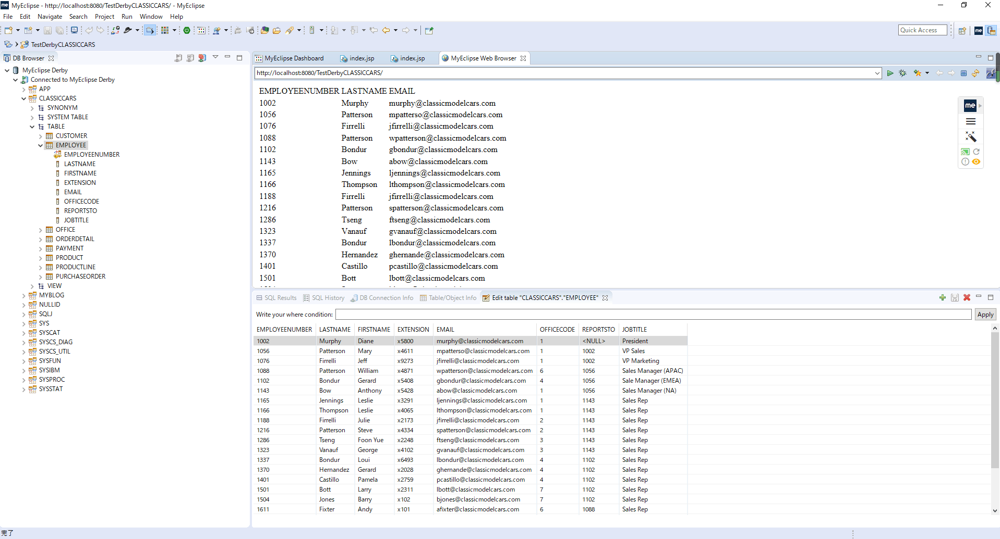 MyEclipse - http://localhost:8080/TestDerbyCLASSICCARS/ - MyEclipse
File Edit Navigate Search Project Run Window Help
Quick Access
TestDerbyCLASSICCARS
DB Browser
MyEclipse Derby
Connected to MyEclipse Derby
APP
CLASSICCARS
SYNONYM
SYSTEM TABLE
TABLE
CUSTOMER
EMPLOYEE
EMPLOYEENUMBER
LASTNAME
FIRSTNAME
EXTENSION
EMAIL
OFFICECODE
REPORTSTO
JOBTITLE
OFFICE
ORDERDETAIL
PAYMENT
PRODUCT
PRODUCTLINE
PURCHASEORDER
VIEW
MYBLOG
NULLID
SQLJ
SYS
SYSCAT
SYSCS_DIAG
SYSCS_UTIL
SYSFUN
SYSIBM
SYSPROC
SYSSTAT
MyEclipse Dashboard index.jsp index.jsp MyEclipse Web Browser
http://localhost:8080/TestDerbyCLASSICCARS/
EMPLOYEENUMBER LASTNAME EMAIL
1002 Murphy murphy@classicmodelcars.com
1056 Patterson mpatterso@classicmodelcars.com
1076 Firrelli jfirrelli@classicmodelcars.com
1088 Patterson wpatterson@classicmodelcars.com
1102 Bondur gbondur@classicmodelcars.com
1143 Bow abow@classicmodelcars.com
1165 Jennings ljennings@classicmodelcars.com
1166 Thompson lthompson@classicmodelcars.com
1188 Firrelli jfirrelli@classicmodelcars.com
1216 Patterson spatterson@classicmodelcars.com
1286 Tseng ftseng@classicmodelcars.com
1323 Vanauf gvanauf@classicmodelcars.com
1337 Bondur lbondur@classicmodelcars.com
1370 Hernandez ghernande@classicmodelcars.com
1401 Castillo pcastillo@classicmodelcars.com
1501 Bott lbott@classicmodelcars.com
me
SQL Results SQL History DB Connection Info Table/Object Info Edit table "CLASSICCARS"."EMPLOYEE"
Write your where condition: Apply
EMPLOYEENUMBER LASTNAME FIRSTNAME EXTENSION EMAIL OFFICECODE REPORTSTO JOBTITLE
1002 Murphy Diane x5800 murphy@classicmodelcars.com 1 <NULL> President
1056 Patterson Mary x4611 mpatterso@classicmodelcars.com 1 1002 VP Sales
1076 Firrelli Jeff x9273 jfirrelli@classicmodelcars.com 1 1002 VP Marketing
1088 Patterson William x4871 wpatterson@classicmodelcars.com 6 1056 Sales Manager (APAC)
1102 Bondur Gerard x5408 gbondur@classicmodelcars.com 4 1056 Sale Manager (EMEA)
1143 Bow Anthony x5428 abow@classicmodelcars.com 1 1056 Sales Manager (NA)
1165 Jennings Leslie x3291 ljennings@classicmodelcars.com 1 1143 Sales Rep
1166 Thompson Leslie x4065 lthompson@classicmodelcars.com 1 1143 Sales Rep
1188 Firrelli Julie x2173 jfirrelli@classicmodelcars.com 2 1143 Sales Rep
1216 Patterson Steve x4334 spatterson@classicmodelcars.com 2 1143 Sales Rep
1286 Tseng Foon Yue x2248 ftseng@classicmodelcars.com 3 1143 Sales Rep
1323 Vanauf George x4102 gvanauf@classicmodelcars.com 3 1143 Sales Rep
1337 Bondur Loui x6493 lbondur@classicmodelcars.com 4 1102 Sales Rep
1370 Hernandez Gerard x2028 ghernande@classicmodelcars.com 4 1102 Sales Rep
1401 Castillo Pamela x2759 pcastillo@classicmodelcars.com 4 1102 Sales Rep
1501 Bott Larry x2311 lbott@classicmodelcars.com 7 1102 Sales Rep
1504 Jones Barry x102 bjones@classicmodelcars.com 7 1102 Sales Rep
1611 Fixter Andy x101 afixter@classicmodelcars.com 6 1088 Sales Rep
完了